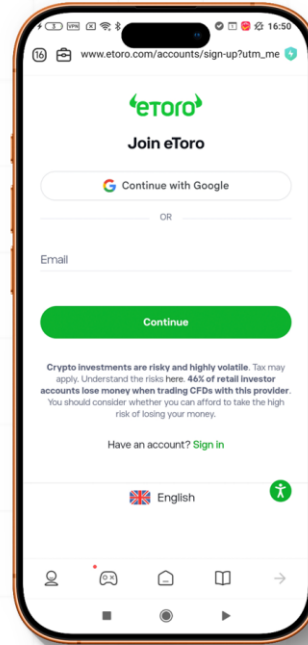 VPN
16:50
16
www.etoro.com/accounts/sign-up?utm_me
eToro
Join eToro
Continue with Google
OR
Email
Continue
Crypto investments are risky and highly volatile. Tax may
apply. Understand the risks here. 46% of retail investor
accounts lose money when trading CFDs with this provider.
You should consider whether you can afford to take the high
risk of losing your money.
Have an account? Sign in
English